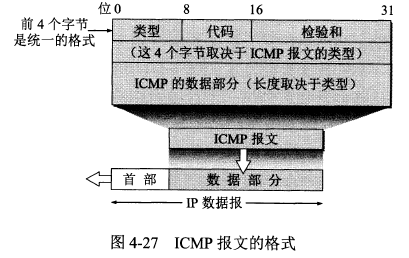 位 0 8 16 31
前 4 个字节
是统一的格式
类型 代码 检验和
(这 4 个字节取决于 ICMP 报文的类型)
ICMP 的数据部分（长度取决于类型）
ICMP 报文
首部 数据部分
IP 数据报
图 4-27 ICMP 报文的格式